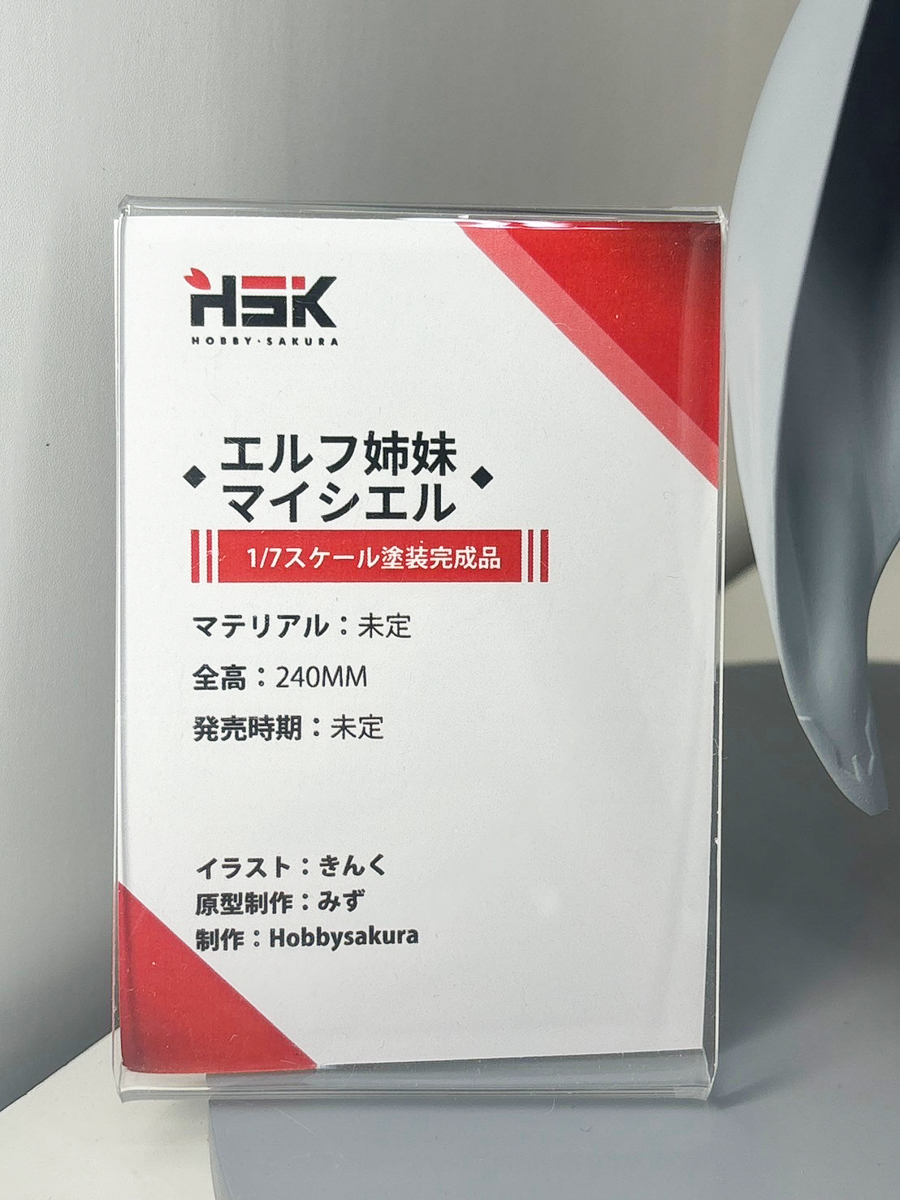 HSK
HOBBY·SAKURA
エルフ姉妹
マイシエル
1/7スケール塗装完成品
マテリアル：未定
全高：240MM
発売時期：未定
イラスト：きんく
原型制作：みず
制作：Hobbysakura